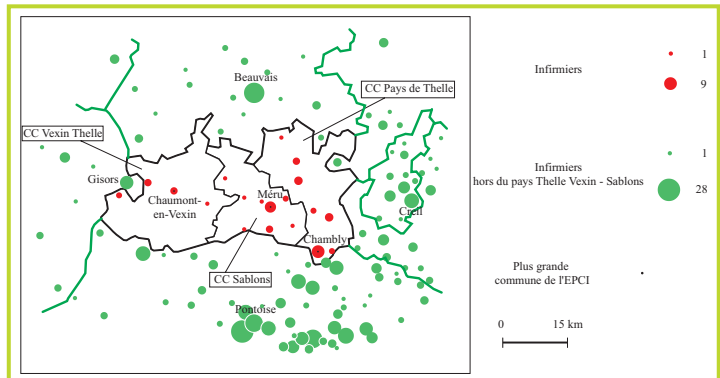 Beauvais
CC Pays de Thelle
CC Vexin Thelle
Gisors
Chaumont-
en-Vexin
Méru
Creil
Chambly
CC Sablons
Pontoise
Infirmiers
1
9
Infirmiers
hors du pays Thelle Vexin - Sablons
1
28
Plus grande
commune de l'EPCI
0
15 km